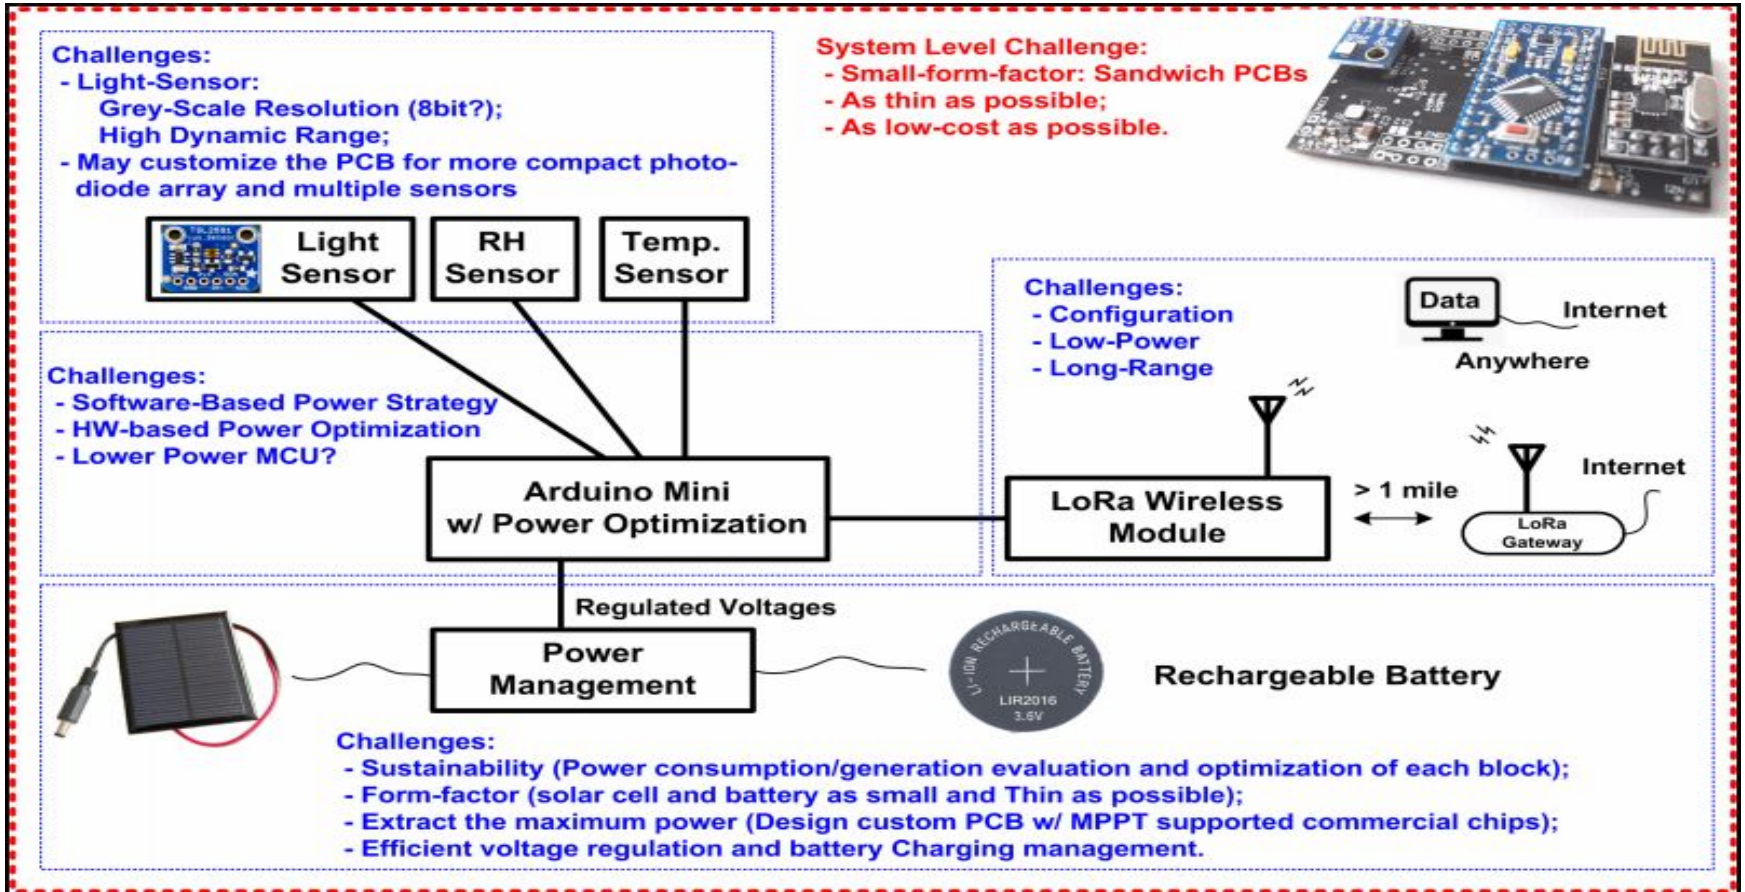 Challenges:
- Light-Sensor:
Grey-Scale Resolution (8bit?);
High Dynamic Range;
- May customize the PCB for more compact photo-
diode array and multiple sensors
System Level Challenge:
- Small-form-factor: Sandwich PCBs
- As thin as possible;
- As low-cost as possible.
TSL2591
Light
Sensor
RH
Sensor
Temp.
Sensor
Challenges:
- Software-Based Power Strategy
- HW-based Power Optimization
- Lower Power MCU?
Arduino Mini
w/ Power Optimization
Challenges:
- Configuration
- Low-Power
- Long-Range
Data
Internet
Anywhere
LoRa Wireless
Module
> 1 mile
Internet
LoRa
Gateway
Regulated Voltages
Power
Management
LI-ION RECHARGEABLE BATTERY
LIR2016
3.6V
Rechargeable Battery
Challenges:
- Sustainability (Power consumption/generation evaluation and optimization of each block);
- Form-factor (solar cell and battery as small and Thin as possible);
- Extract the maximum power (Design custom PCB w/ MPPT supported commercial chips);
- Efficient voltage regulation and battery Charging management.